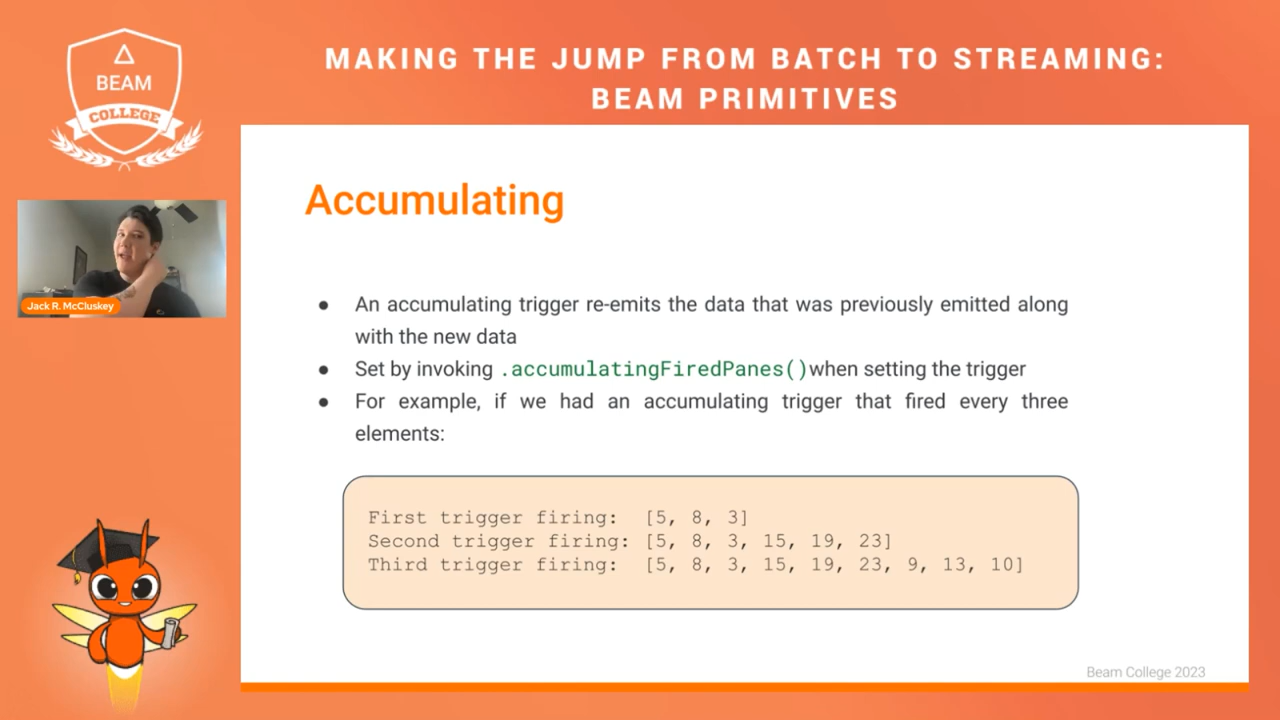 MAKING THE JUMP FROM BATCH TO STREAMING:
BEAM PRIMITIVES
BEAM
COLLEGE
Jack R. McCluskey
Accumulating
● An accumulating trigger re-emits the data that was previously emitted along
with the new data
● Set by invoking .accumulatingFiredPanes()when setting the trigger
● For example, if we had an accumulating trigger that fired every three
elements:
First trigger firing: [5, 8, 3]
Second trigger firing: [5, 8, 3, 15, 19, 23]
Third trigger firing: [5, 8, 3, 15, 19, 23, 9, 13, 10]
Beam College 2023